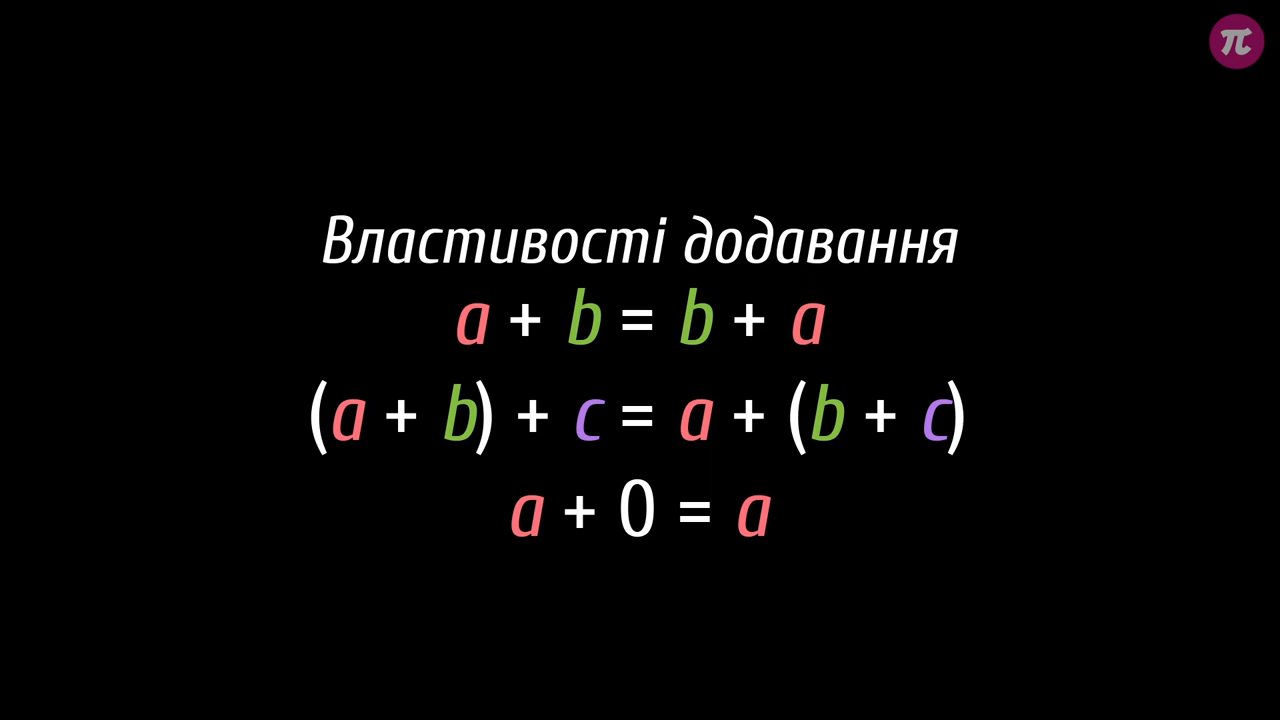 π
Властивості додавання
a + b = b + a
(a + b) + c = a + (b + c)
a + 0 = a